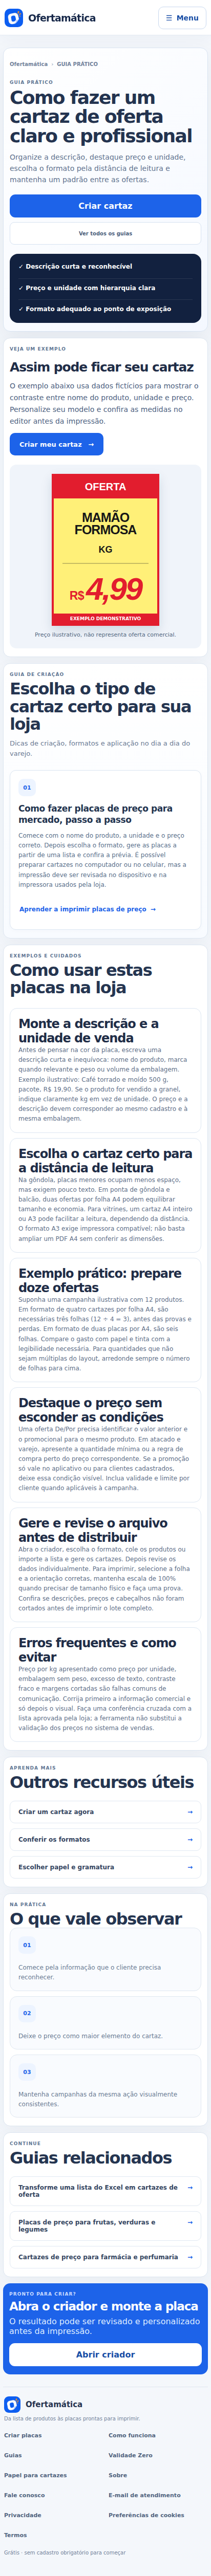 Ofertamática
☰ Menu
Ofertamática › GUIA PRÁTICO
GUIA PRÁTICO
Como fazer um
cartaz de oferta
claro e profissional
Organize a descrição, destaque preço e unidade,
escolha o formato pela distância de leitura e
mantenha um padrão entre as ofertas.
Criar cartaz
Ver todos os guias
✓ Descrição curta e reconhecível
✓ Preço e unidade com hierarquia clara
✓ Formato adequado ao ponto de exposição
VEJA UM EXEMPLO
Assim pode ficar seu cartaz
O exemplo abaixo usa dados fictícios para mostrar o
contraste entre nome do produto, unidade e preço.
Personalize seu modelo e confira as medidas no
editor antes da impressão.
Criar meu cartaz →
OFERTA
MAMÃO
FORMOSA
KG
R$ 4,99
EXEMPLO DEMONSTRATIVO
Preço ilustrativo, não representa oferta comercial.
GUIA DE CRIAÇÃO
Escolha o tipo de
cartaz certo para sua
loja
Dicas de criação, formatos e aplicação no dia a dia do
varejo.
01
Como fazer placas de preço para
mercado, passo a passo
Comece com o nome do produto, a unidade e o preço
correto. Depois escolha o formato, gere as placas a
partir de uma lista e confira a prévia. É possível
preparar cartazes no computador ou no celular, mas a
impressão deve ser revisada no dispositivo e na
impressora usados pela loja.
Aprender a imprimir placas de preço →
EXEMPLOS E CUIDADOS
Como usar estas
placas na loja
Monte a descrição e a
unidade de venda
Antes de pensar na cor da placa, escreva uma
descrição curta e inequívoca: nome do produto, marca
quando relevante e peso ou volume da embalagem.
Exemplo ilustrativo: Café torrado e moído 500 g,
pacote, R$ 19,90. Se o produto for vendido a granel,
indique claramente kg em vez de unidade. O preço e a
descrição devem corresponder ao mesmo cadastro e à
mesma embalagem.
Escolha o cartaz certo para
a distância de leitura
Na gôndola, placas menores ocupam menos espaço,
mas exigem pouco texto. Em ponta de gôndola e
balcão, duas ofertas por folha A4 podem equilibrar
tamanho e economia. Para vitrines, um cartaz A4 inteiro
ou A3 pode facilitar a leitura, dependendo da distância.
O formato A3 exige impressora compatível; não basta
ampliar um PDF A4 sem conferir as dimensões.
Exemplo prático: prepare
doze ofertas
Suponha uma campanha ilustrativa com 12 produtos.
Em formato de quatro cartazes por folha A4, são
necessárias três folhas (12 ÷ 4 = 3), antes das provas e
perdas. Em formato de duas placas por A4, são seis
folhas. Compare o gasto com papel e tinta com a
legibilidade necessária. Para quantidades que não
sejam múltiplas do layout, arredonde sempre o número
de folhas para cima.
Destaque o preço sem
esconder as condições
Uma oferta De/Por precisa identificar o valor anterior e
o promocional para o mesmo produto. Em atacado e
varejo, apresente a quantidade mínima ou a regra de
compra perto do preço correspondente. Se a promoção
só vale no aplicativo ou para clientes cadastrados,
deixe essa condição visível. Inclua validade e limite por
cliente quando aplicáveis à campanha.
Gere e revise o arquivo
antes de distribuir
Abra o criador, escolha o formato, cole os produtos ou
importe a lista e gere os cartazes. Depois revise os
dados individualmente. Para imprimir, selecione a folha
e a orientação corretas, mantenha escala de 100%
quando precisar de tamanho físico e faça uma prova.
Confira se descrições, preços e cabeçalhos não foram
cortados antes de imprimir o lote completo.
Erros frequentes e como
evitar
Preço por kg apresentado como preço por unidade,
embalagem sem peso, excesso de texto, contraste
fraco e margens cortadas são falhas comuns de
comunicação. Corrija primeiro a informação comercial e
só depois o visual. Faça uma conferência cruzada com a
lista aprovada pela loja; a ferramenta não substitui a
validação dos preços no sistema de vendas.
APRENDA MAIS
Outros recursos úteis
Criar um cartaz agora →
Conferir os formatos →
Escolher papel e gramatura →
NA PRÁTICA
O que vale observar
01
Comece pela informação que o cliente precisa
reconhecer.
02
Deixe o preço como maior elemento do cartaz.
03
Mantenha campanhas da mesma ação visualmente
consistentes.
CONTINUE
Guias relacionados
Transforme uma lista do Excel em cartazes de
oferta →
Placas de preço para frutas, verduras e
legumes →
Cartazes de preço para farmácia e perfumaria →
PRONTO PARA CRIAR?
Abra o criador e monte a placa
O resultado pode ser revisado e personalizado
antes da impressão.
Abrir criador
Ofertamática
Da lista de produtos às placas prontas para imprimir.
Criar placas
Como funciona
Guias
Validade Zero
Papel para cartazes
Sobre
Fale conosco
E-mail de atendimento
Privacidade
Preferências de cookies
Termos
Grátis · sem cadastro obrigatório para começar